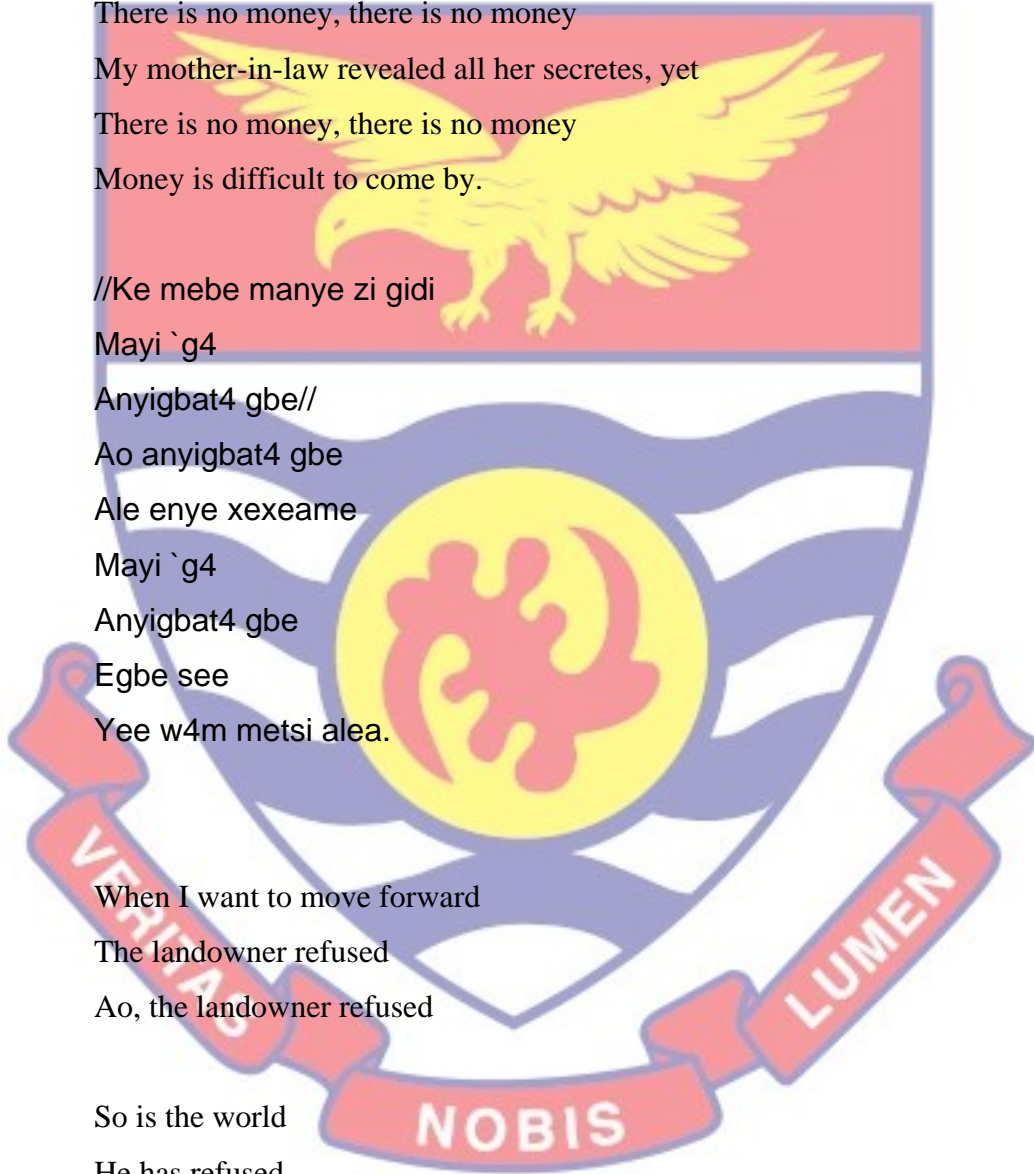 There is no money, there is no money
My mother-in-law revealed all her secretes, yet
There is no money, there is no money
Money is difficult to come by.
//Ke mebe manye zi gidi
Mayi `g4
Anyigbat4 gbe//
Ao anyigbat4 gbe
Ale enye xexeame
Mayi `g4
Anyigbat4 gbe
Egbe see
Yee w4m metsi alea.
When I want to move forward
The landowner refused
Ao, the landowner refused
So is the world
He has refused
VERITAS NOBIS LUMEN